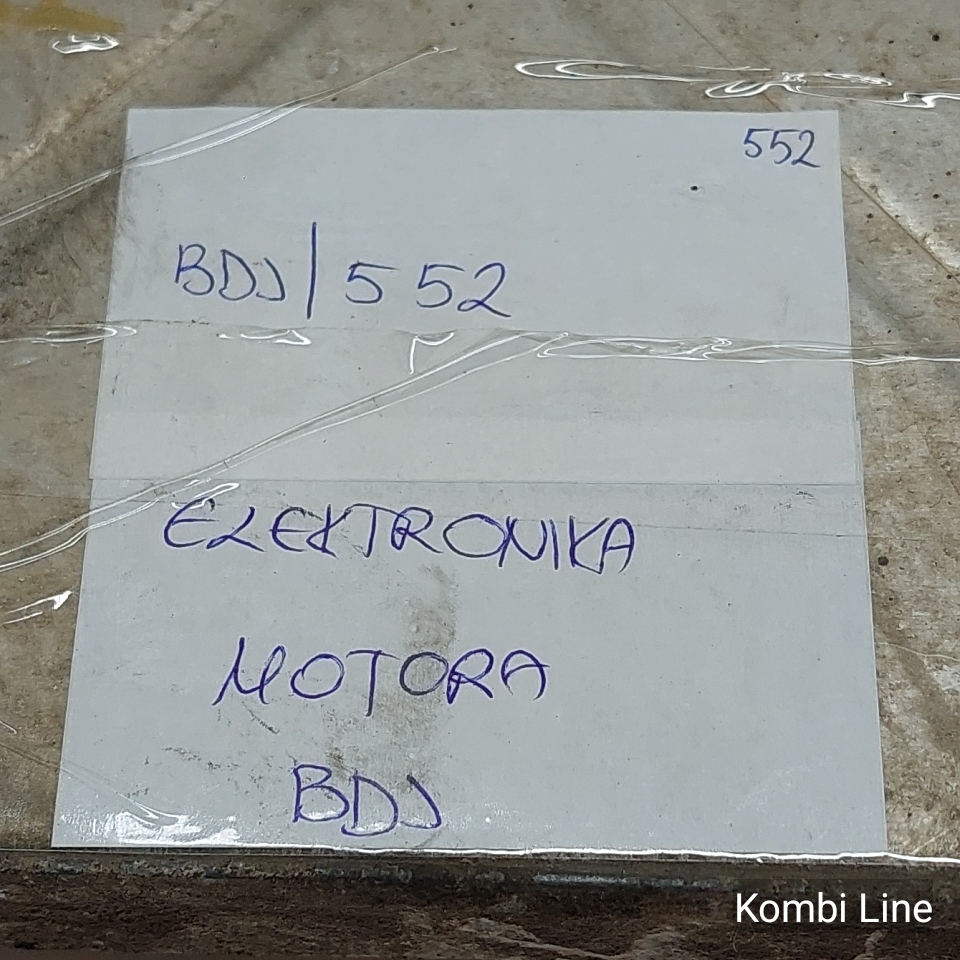 552
BDJ/552
ELEKTRONIKA
MOTORA
BDJ
Kombi Line